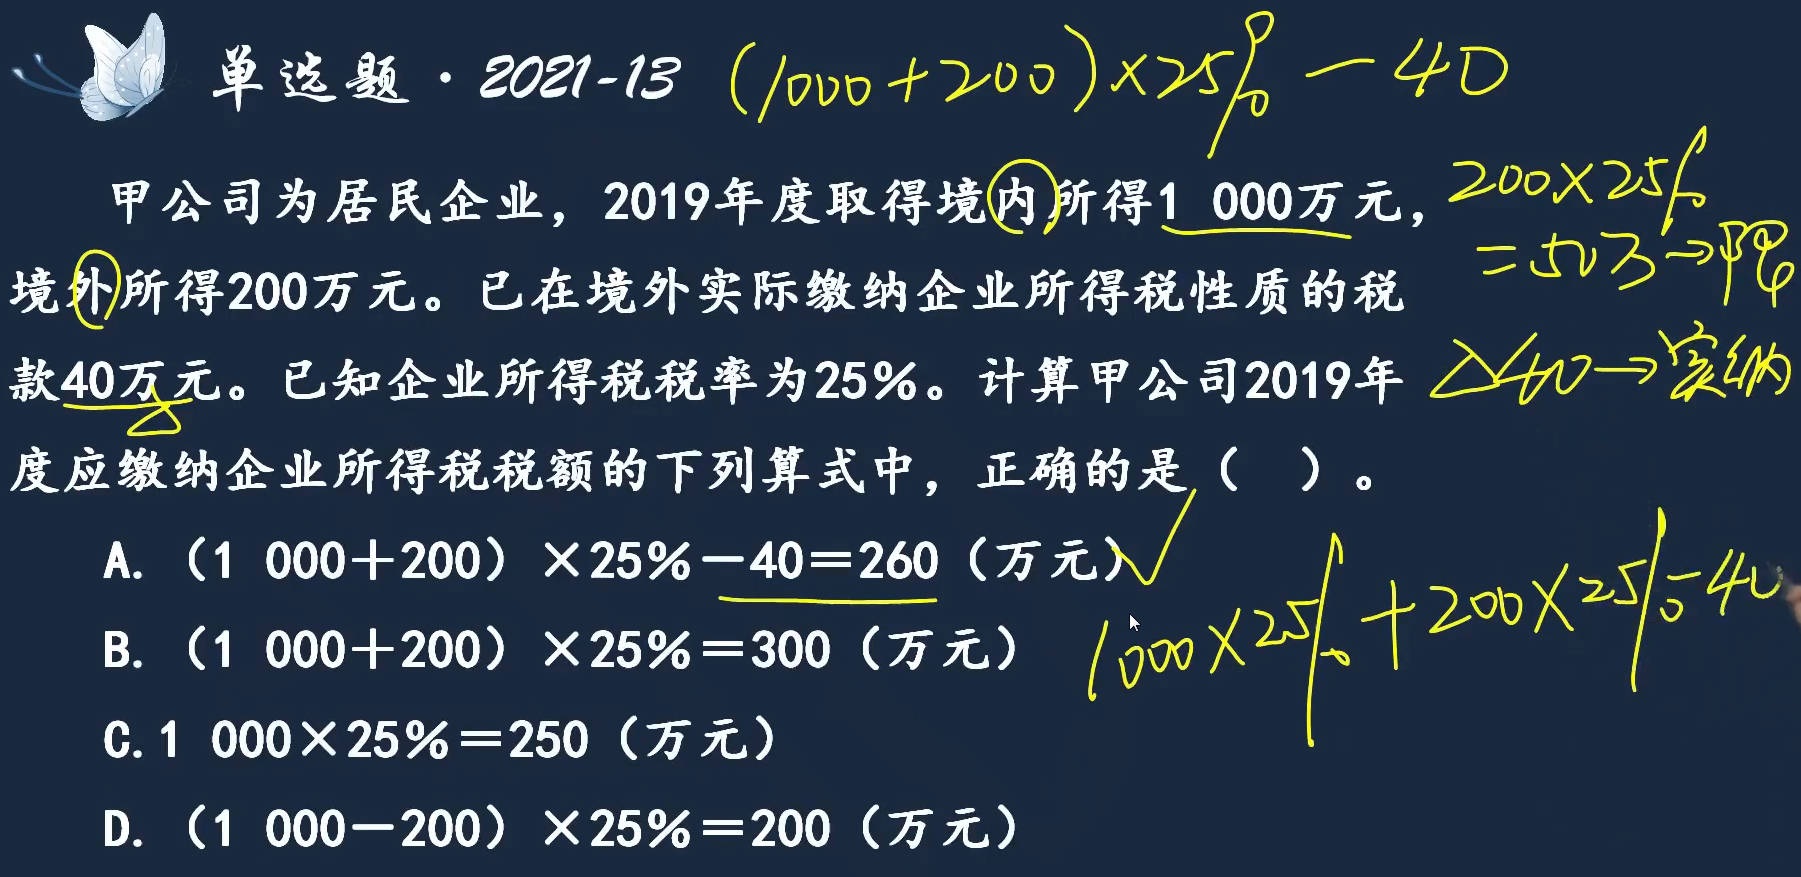 单选题·2021-13
(1000+200)×25%-40
甲公司为居民企业，2019年度取得境内所得1 000万元，
境外所得200万元。已在境外实际缴纳企业所得税性质的税
款40万元。已知企业所得税税率为25%。计算甲公司2019年
度应缴纳企业所得税税额的下列算式中，正确的是（ ）。
200×25%
=50万→限
40→实纳
A.（1 000＋200）×25%－40＝260（万元）
B.（1 000＋200）×25%＝300（万元）
C.1 000×25%＝250（万元）
D.（1 000－200）×25%＝200（万元）
1000×25%+200×25%-40